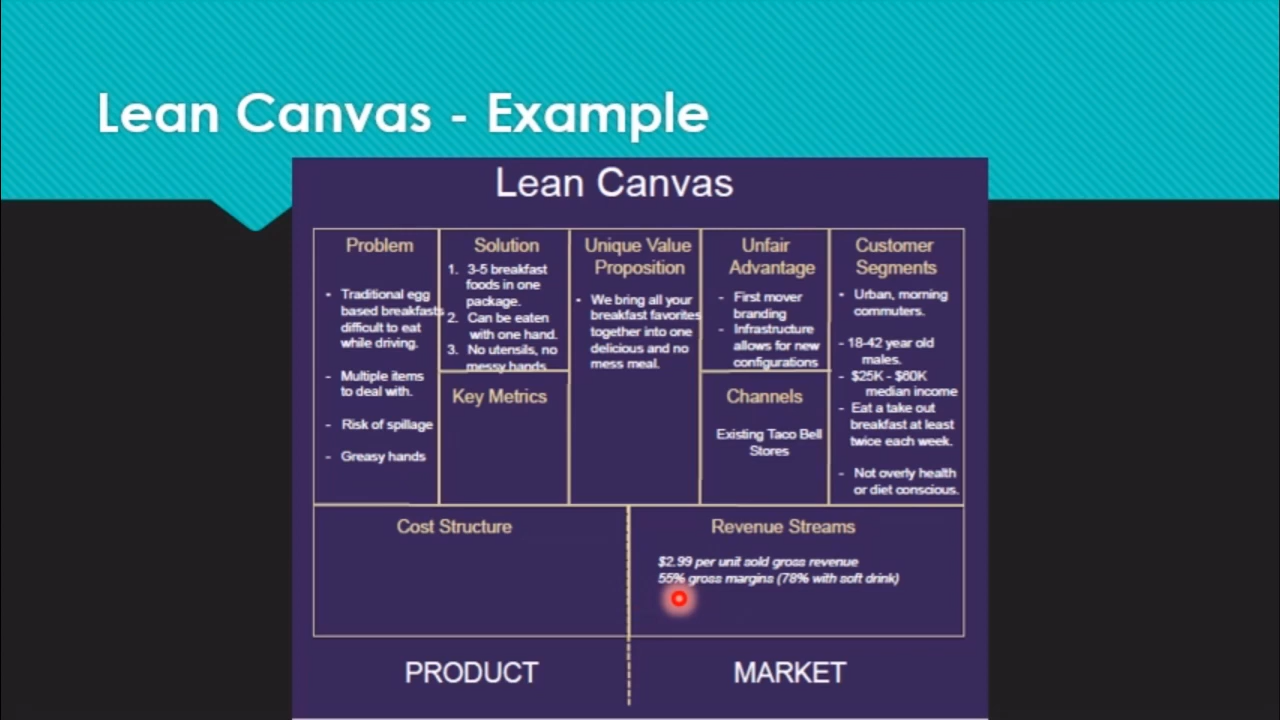 Lean Canvas - Example
Lean Canvas
Problem
- Traditional egg
based breakfasts
difficult to eat
while driving.
- Multiple items
to deal with.
- Risk of spillage
- Greasy hands
Solution
1. 3-5 breakfast
foods in one
package.
2. Can be eaten
with one hand.
3. No utensils, no
messy hands
Key Metrics
Unique Value
Proposition
- We bring all your
breakfast favorites
together into one
delicious and no
mess meal.
Unfair
Advantage
- First mover
branding
- Infrastructure
allows for new
configurations
Channels
Existing Taco Bell
Stores
Customer
Segments
- Urban, morning
commuters.
- 18-42 year old
males.
- $25K - $60K
median income
- Eat a take out
breakfast at least
twice each week.
- Not overly health
or diet conscious.
Cost Structure
Revenue Streams
$2.99 per unit sold gross revenue
55% gross margins (78% with soft drink)
PRODUCT
MARKET